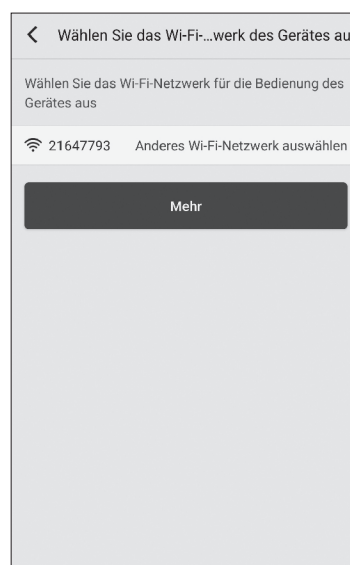 Wählen Sie das Wi-Fi-...werk des Gerätes au
Wählen Sie das Wi-Fi-Netzwerk für die Bedienung des
Gerätes aus
21647793 Anderes Wi-Fi-Netzwerk auswählen
Mehr